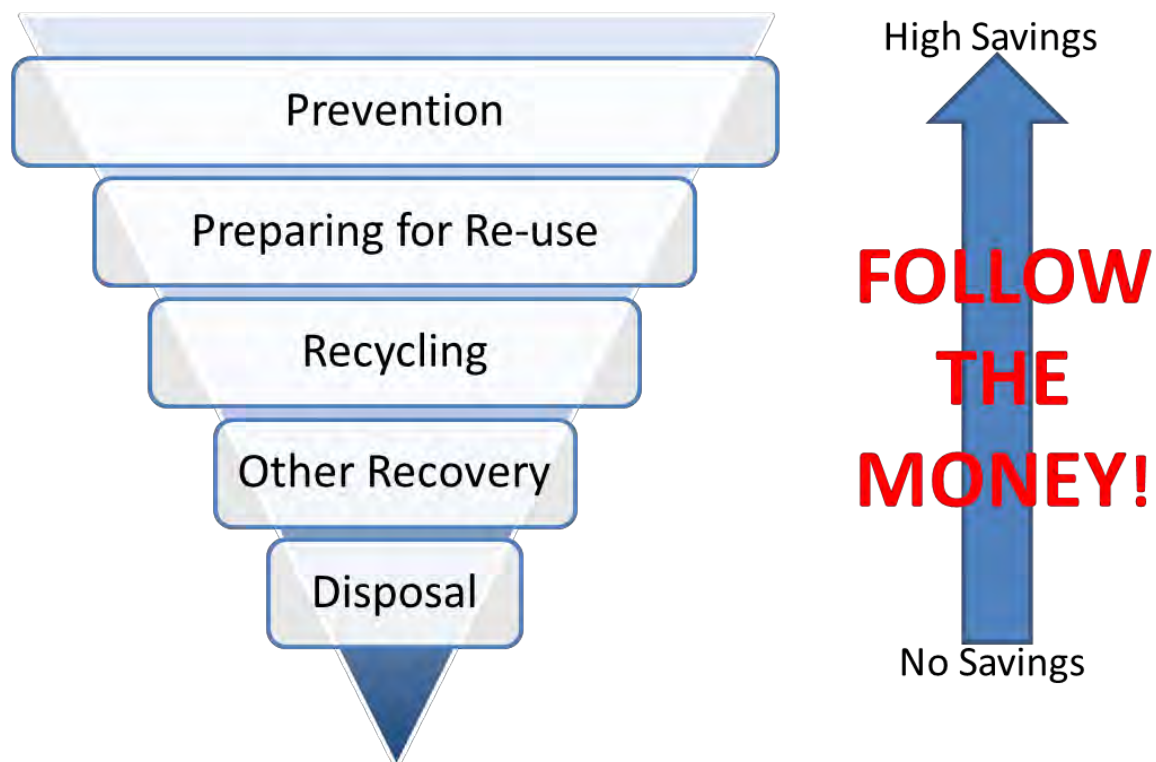 Prevention
Preparing for Re-use
Recycling
Other Recovery
Disposal
High Savings
FOLLOW
THE
MONEY!
No Savings